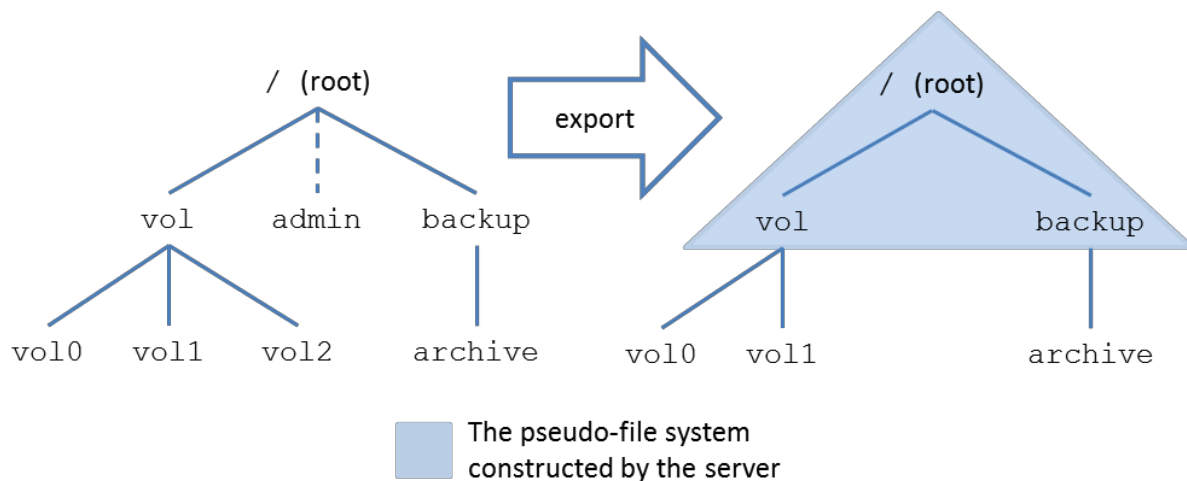 / (root)
vol admin backup
vol0 vol1 vol2 archive
export
/ (root)
vol backup
vol0 vol1 archive
The pseudo-file system
constructed by the server